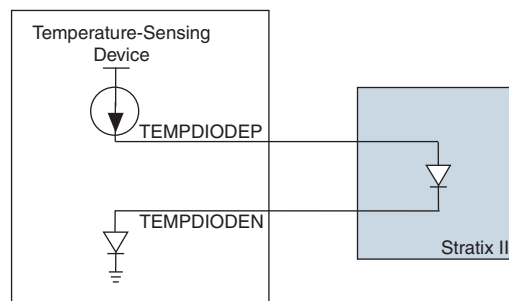 Temperature-Sensing
Device
TEMPDIODEP
TEMPDIODEN
Stratix II